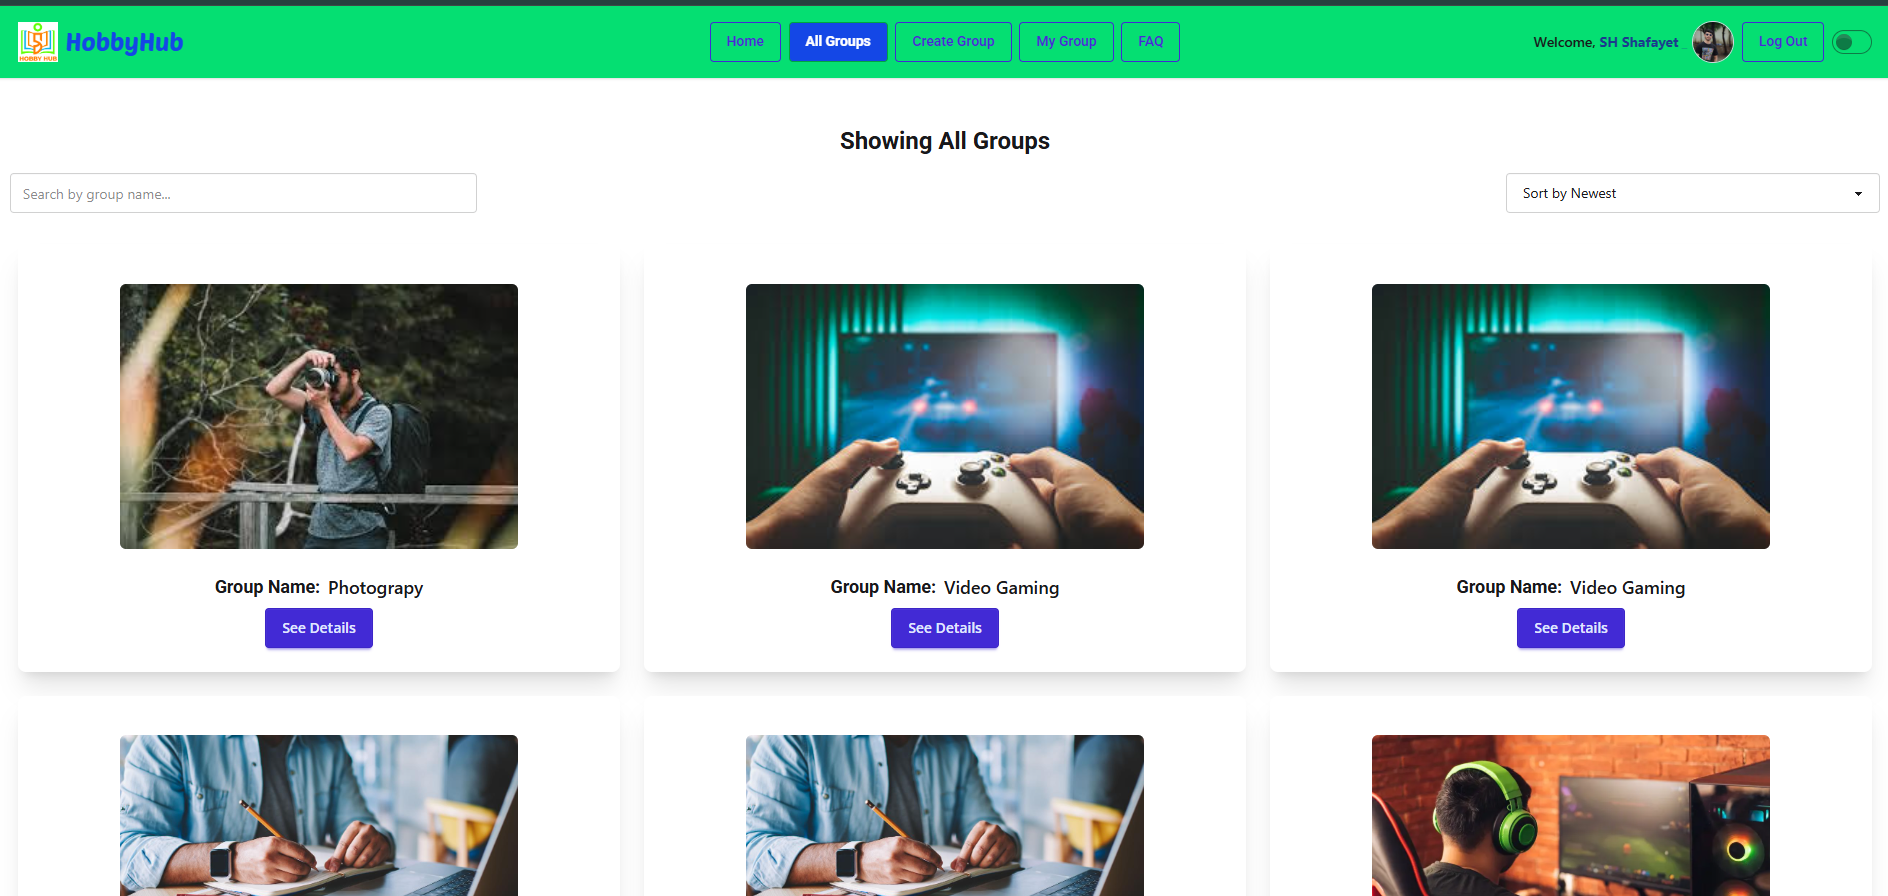 HOBBY HUB
HobbyHub
Home
All Groups
Create Group
My Group
FAQ
Welcome, SH Shafayet
Log Out
Showing All Groups
Search by group name...
Sort by Newest
Group Name: Photograpy
See Details
Group Name: Video Gaming
See Details
Group Name: Video Gaming
See Details